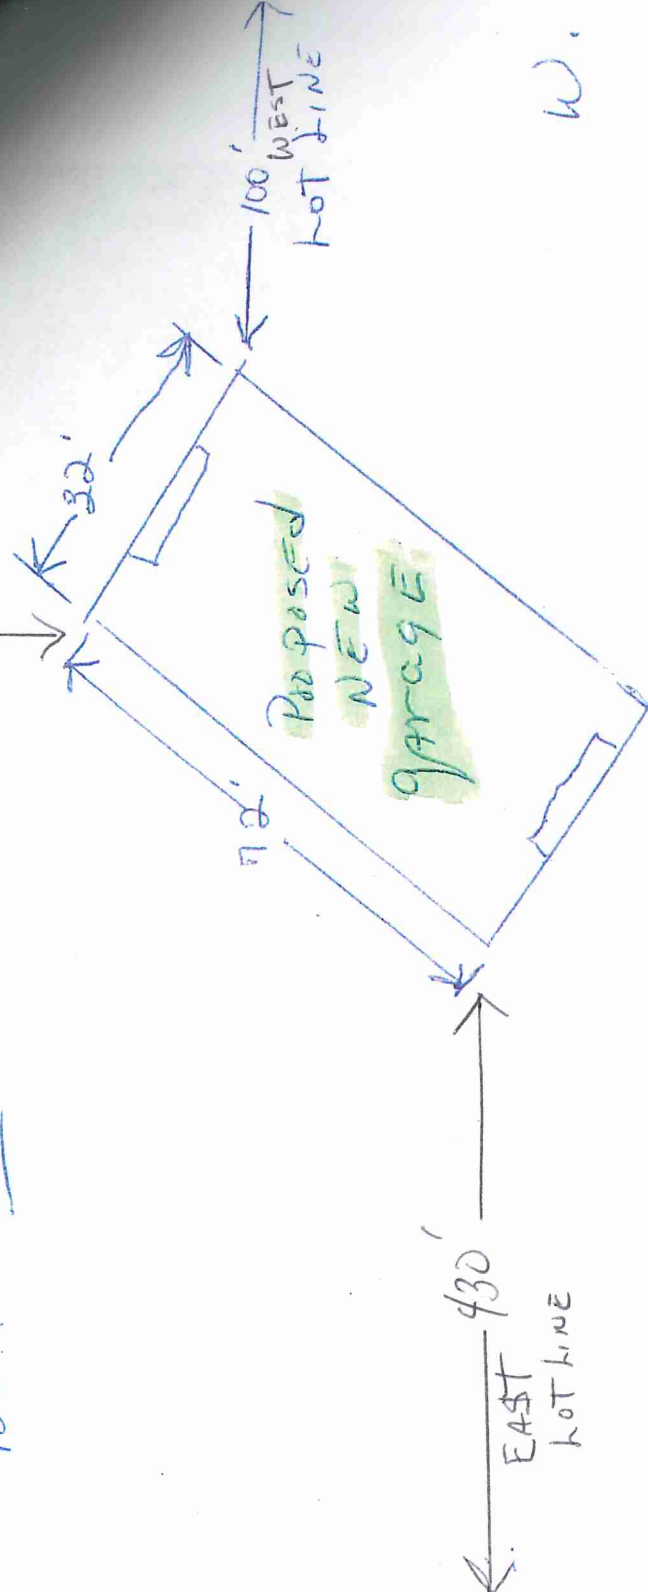 32'
72'
Proposed
NEW
gArAgE
100'
WEST
LOT LINE
430'
EAST
LOT LINE
W.